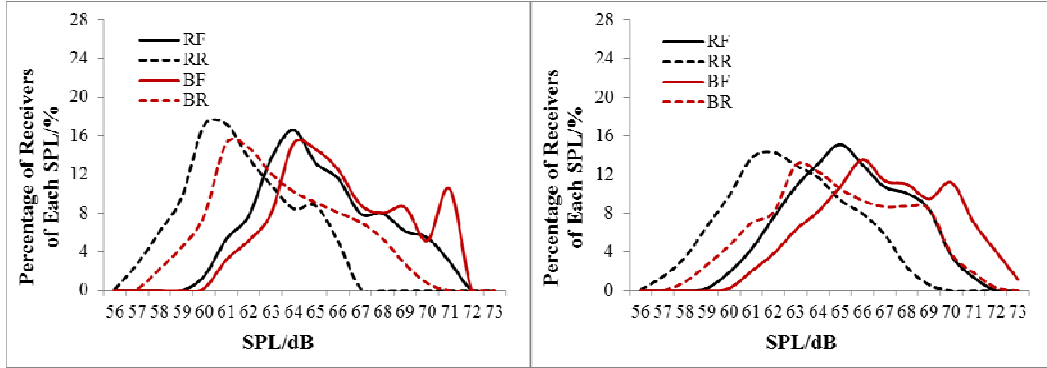 Percentage of Receivers
of Each SPL/%
28
24
20
16
12
8
4
0
RF
RR
BF
BR
56 57 58 59 60 61 62 63 64 65 66 67 68 69 70 71 72 73
SPL/dB
Percentage of Receivers
of Each SPL/%
28
24
20
16
12
8
4
0
RF
RR
BF
BR
56 57 58 59 60 61 62 63 64 65 66 67 68 69 70 71 72 73
SPL/dB